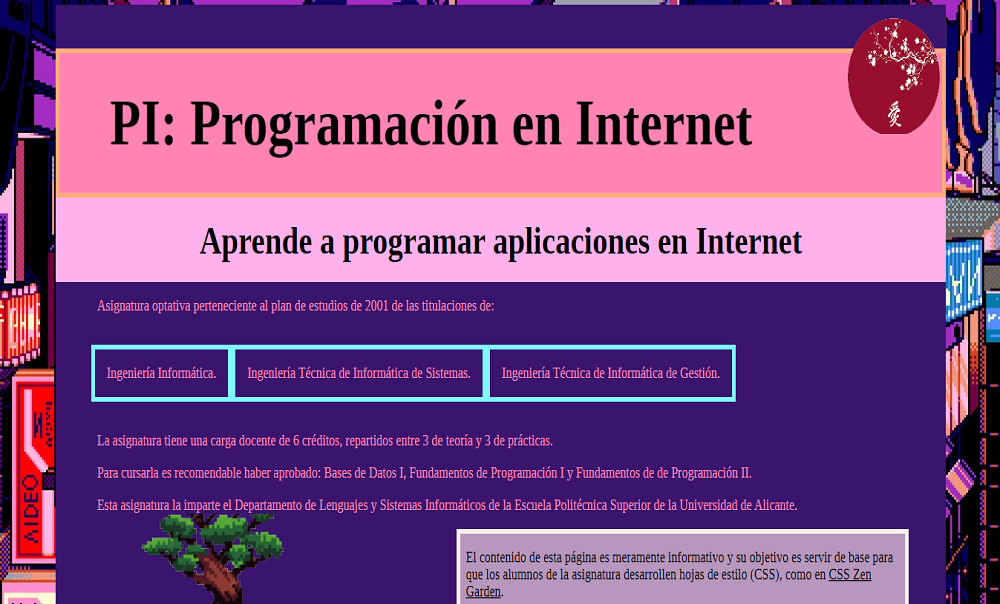 愛
PI: Programación en Internet
Aprende a programar aplicaciones en Internet
Asignatura optativa perteneciente al plan de estudios de 2001 de las titulaciones de:
Ingeniería Informática.
Ingeniería Técnica de Informática de Sistemas.
Ingeniería Técnica de Informática de Gestión.
La asignatura tiene una carga docente de 6 créditos, repartidos entre 3 de teoría y 3 de prácticas.
Para cursarla es recomendable haber aprobado: Bases de Datos I, Fundamentos de Programación I y Fundamentos de de Programación II.
Esta asignatura la imparte el Departamento de Lenguajes y Sistemas Informáticos de la Escuela Politécnica Superior de la Universidad de Alicante.
AIDEO
El contenido de esta página es meramente informativo y su objetivo es servir de base para
que los alumnos de la asignatura desarrollen hojas de estilo (CSS), como en CSS Zen
Garden.